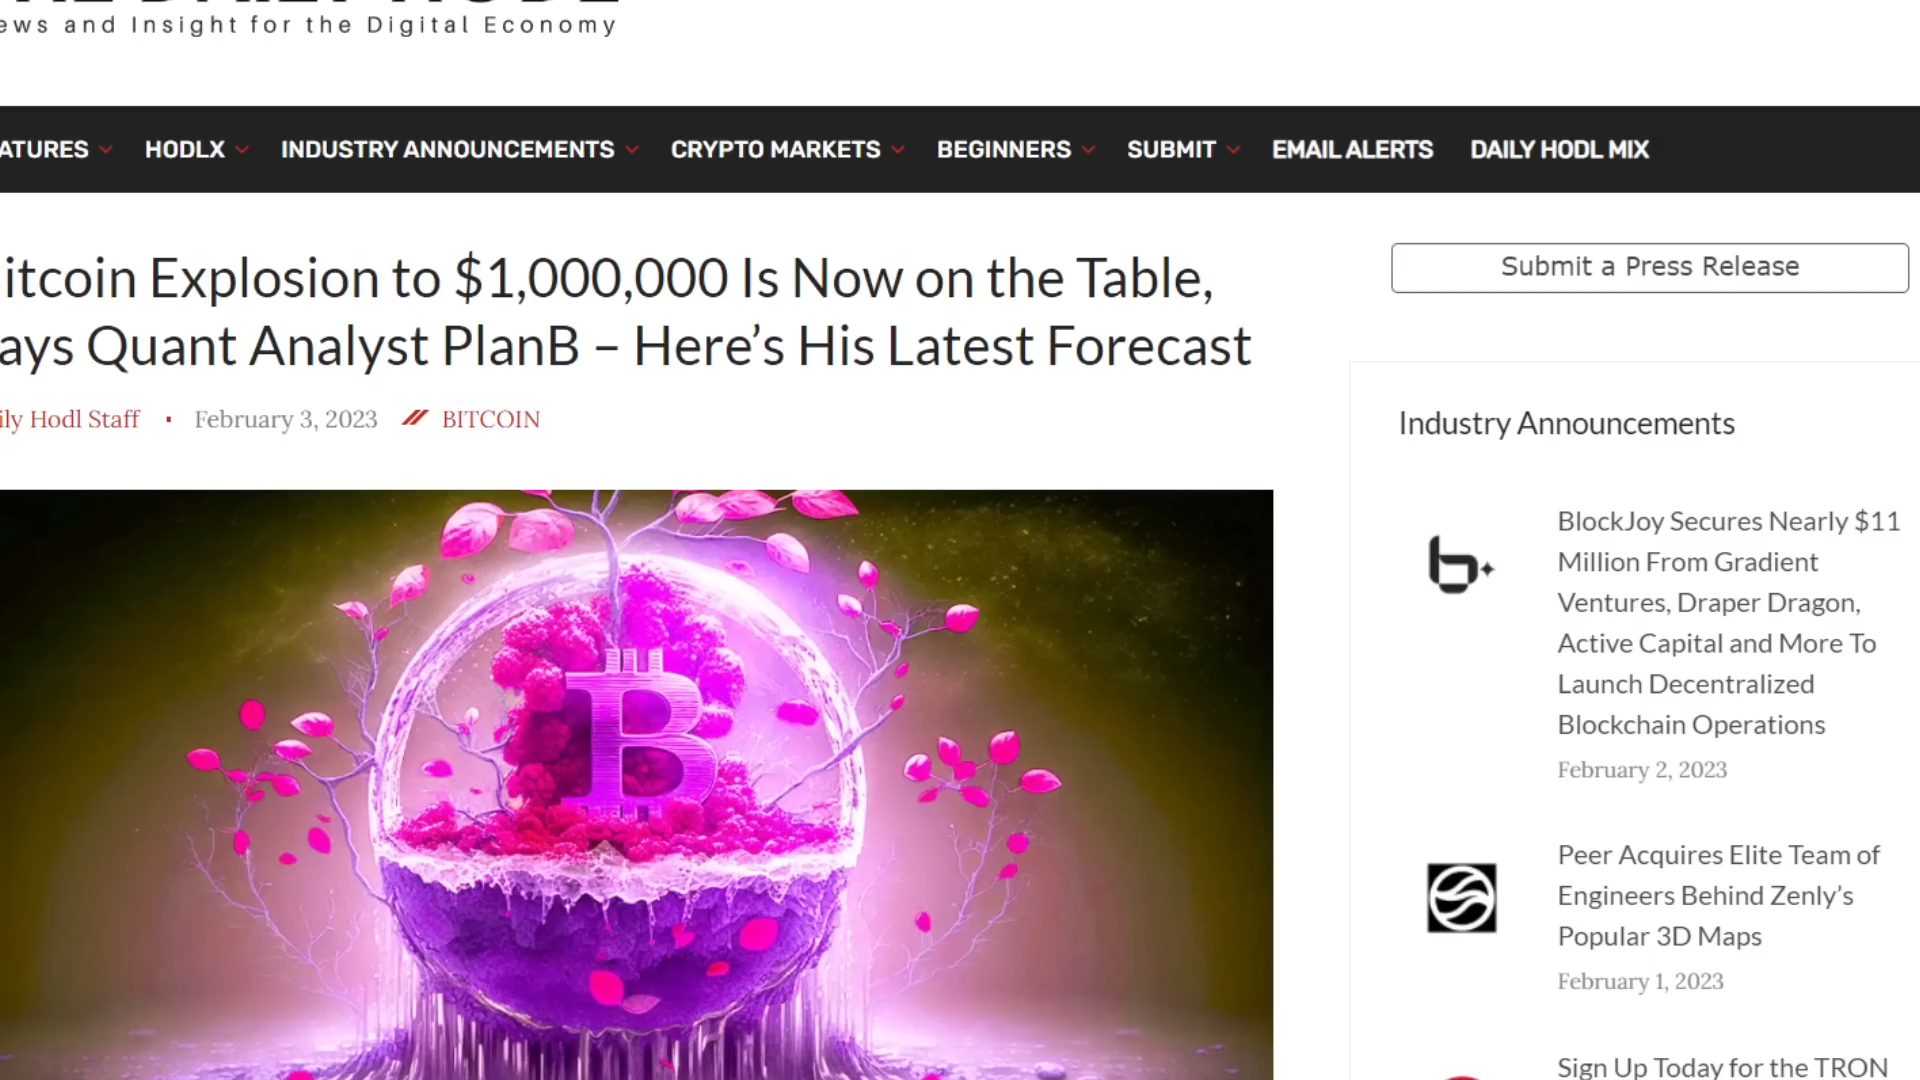 ews and Insight for the Digital Economy
ATURES
HODLX
INDUSTRY ANNOUNCEMENTS
CRYPTO MARKETS
BEGINNERS
SUBMIT
EMAIL ALERTS
DAILY HODL MIX
itcoin Explosion to $1,000,000 Is Now on the Table,
ays Quant Analyst PlanB – Here’s His Latest Forecast
ily Hodl Staff
February 3, 2023
BITCOIN
Submit a Press Release
Industry Announcements
BlockJoy Secures Nearly $11
Million From Gradient
Ventures, Draper Dragon,
Active Capital and More To
Launch Decentralized
Blockchain Operations
February 2, 2023
Peer Acquires Elite Team of
Engineers Behind Zenly’s
Popular 3D Maps
February 1, 2023
Sign Up Today for the TRON